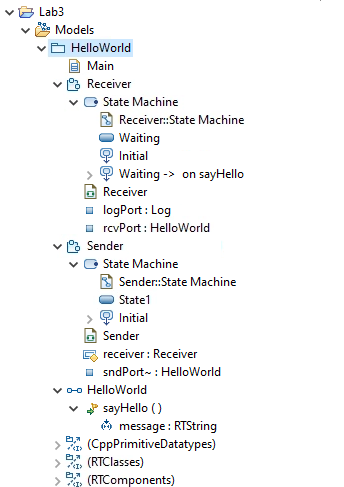 Lab3
Models
HelloWorld
Main
Receiver
State Machine
Receiver::State Machine
Waiting
Initial
Waiting -> on sayHello
Receiver
logPort : Log
rcvPort : HelloWorld
Sender
State Machine
Sender::State Machine
State1
Initial
Sender
receiver : Receiver
sndPort~ : HelloWorld
HelloWorld
sayHello ( )
message : RTString
(CppPrimitiveDatatypes)
(RTClasses)
(RTComponents)